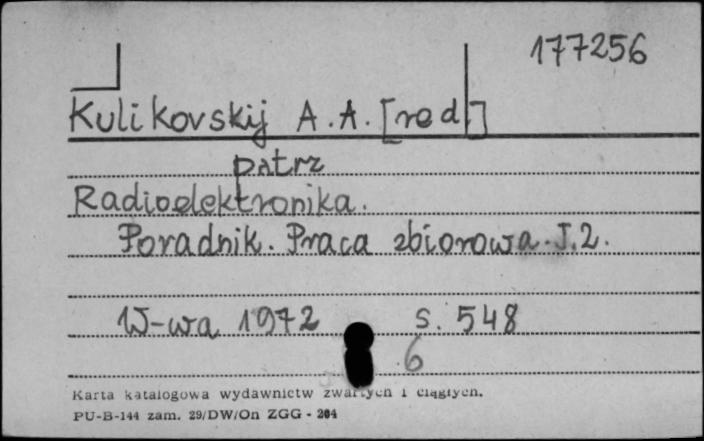 177256
Kulikovskij A.A. [red]
patrz
Radioelektronika.
Poradnik. Praca zbiorowa. T.2.
W-wa 1972 s. 548
6
Karta katalogowa wydawnictw zwartych i ciągłych.
PU-B-144 zam. 29/DW/On ZGG - 204